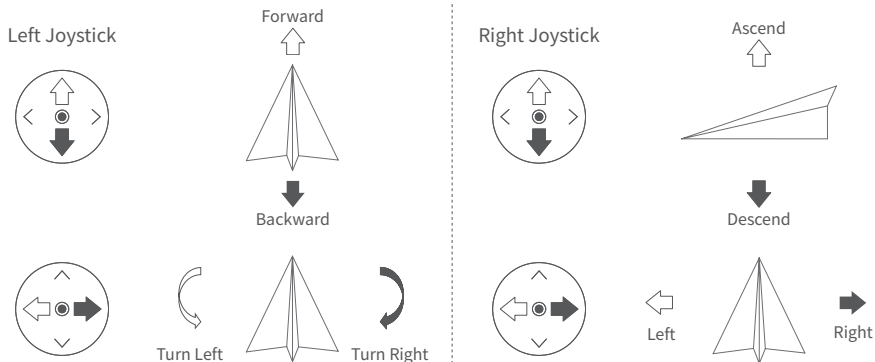 Left Joystick
Forward
Backward
Turn Left
Turn Right
Right Joystick
Ascend
Descend
Left
Right